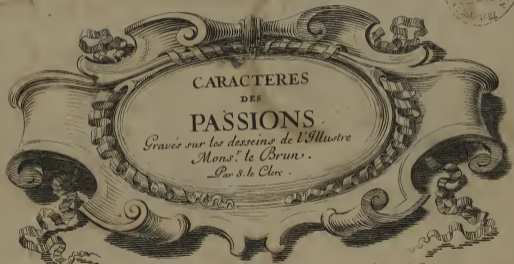 CARACTERES
DES
PASSIONS.
Gravés sur les desseins de l'Illustre
Mons.r le Brun.
Par S. le Clerc.